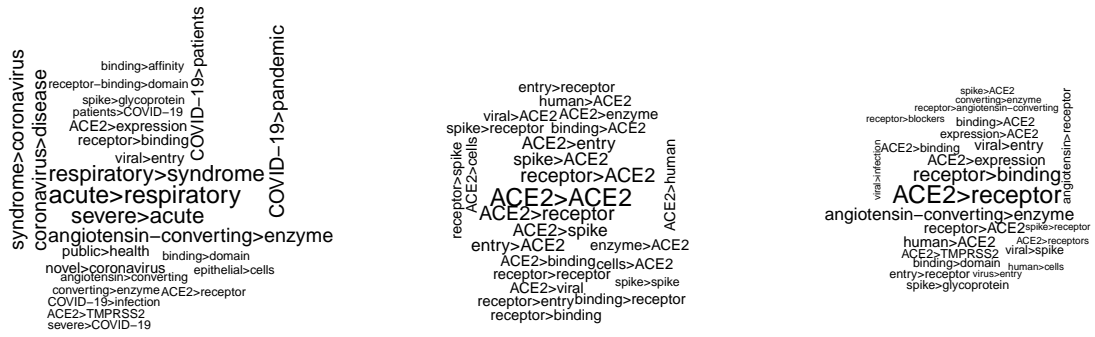 syndrome>coronavirus
coronavirus>disease
COVID−19>patients
COVID−19>pandemic
binding>affinity
receptor−binding>domain
spike>glycoprotein
patients>COVID−19
ACE2>expression
receptor>binding
viral>entry
respiratory>syndrome
acute>respiratory
severe>acute
angiotensin−converting>enzyme
public>health
binding>domain
novel>coronavirus
epithelial>cells
angiotensin>converting
converting>enzyme
ACE2>receptor
COVID−19>infection
ACE2>TMPRSS2
severe>COVID−19
entry>receptor
human>ACE2
viral>ACE2
ACE2>enzyme
spike>receptor
binding>ACE2
ACE2>entry
spike>ACE2
receptor>ACE2
receptor>spike
ACE2>cells
ACE2>human
ACE2>ACE2
ACE2>receptor
ACE2>spike
entry>ACE2
enzyme>ACE2
ACE2>binding
cells>ACE2
receptor>receptor
spike>spike
ACE2>viral
receptor>entry
binding>receptor
receptor>binding
spike>ACE2
converting>enzyme
receptor>angiotensin−converting
receptor>blockers
binding>ACE2
expression>ACE2
ACE2>binding
viral>entry
ACE2>expression
viral>infection
angiotensin>receptor
receptor>binding
ACE2>receptor
angiotensin−converting>enzyme
receptor>ACE2
spike>receptor
human>ACE2
ACE2>receptors
ACE2>TMPRSS2
viral>spike
binding>domain
human>cells
entry>receptor
virus>entry
spike>glycoprotein